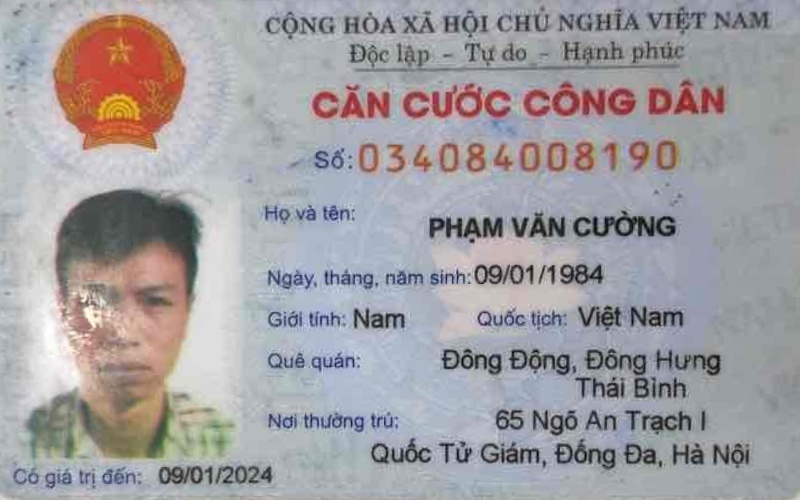 CỘNG HÒA XÃ HỘI CHỦ NGHĨA VIỆT NAM
Độc lập - Tự do - Hạnh phúc
CĂN CƯỚC CÔNG DÂN
Số: 034084008190
Họ và tên: PHẠM VĂN CƯỜNG
Ngày, tháng, năm sinh: 09/01/1984
Giới tính: Nam Quốc tịch: Việt Nam
Quê quán: Đông Động, Đông Hưng
Thái Bình
Nơi thường trú: 65 Ngõ An Trạch I
Quốc Tử Giám, Đống Đa, Hà Nội
Có giá trị đến: 09/01/2024